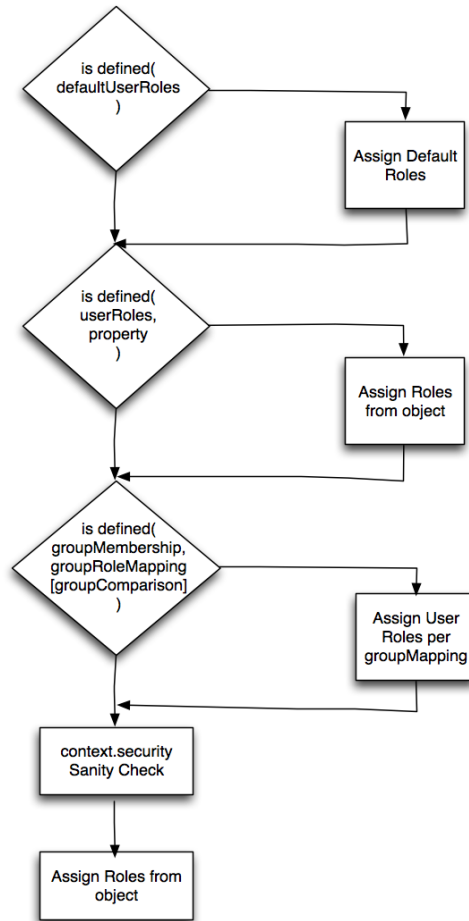 is defined(
defaultUserRoles
)
Assign Default
Roles
is defined(
userRoles,
property
)
Assign Roles
from object
is defined(
groupMembership,
groupRoleMapping
[groupComparison]
)
Assign User
Roles per
groupMapping
context.security
Sanity Check
Assign Roles from
object